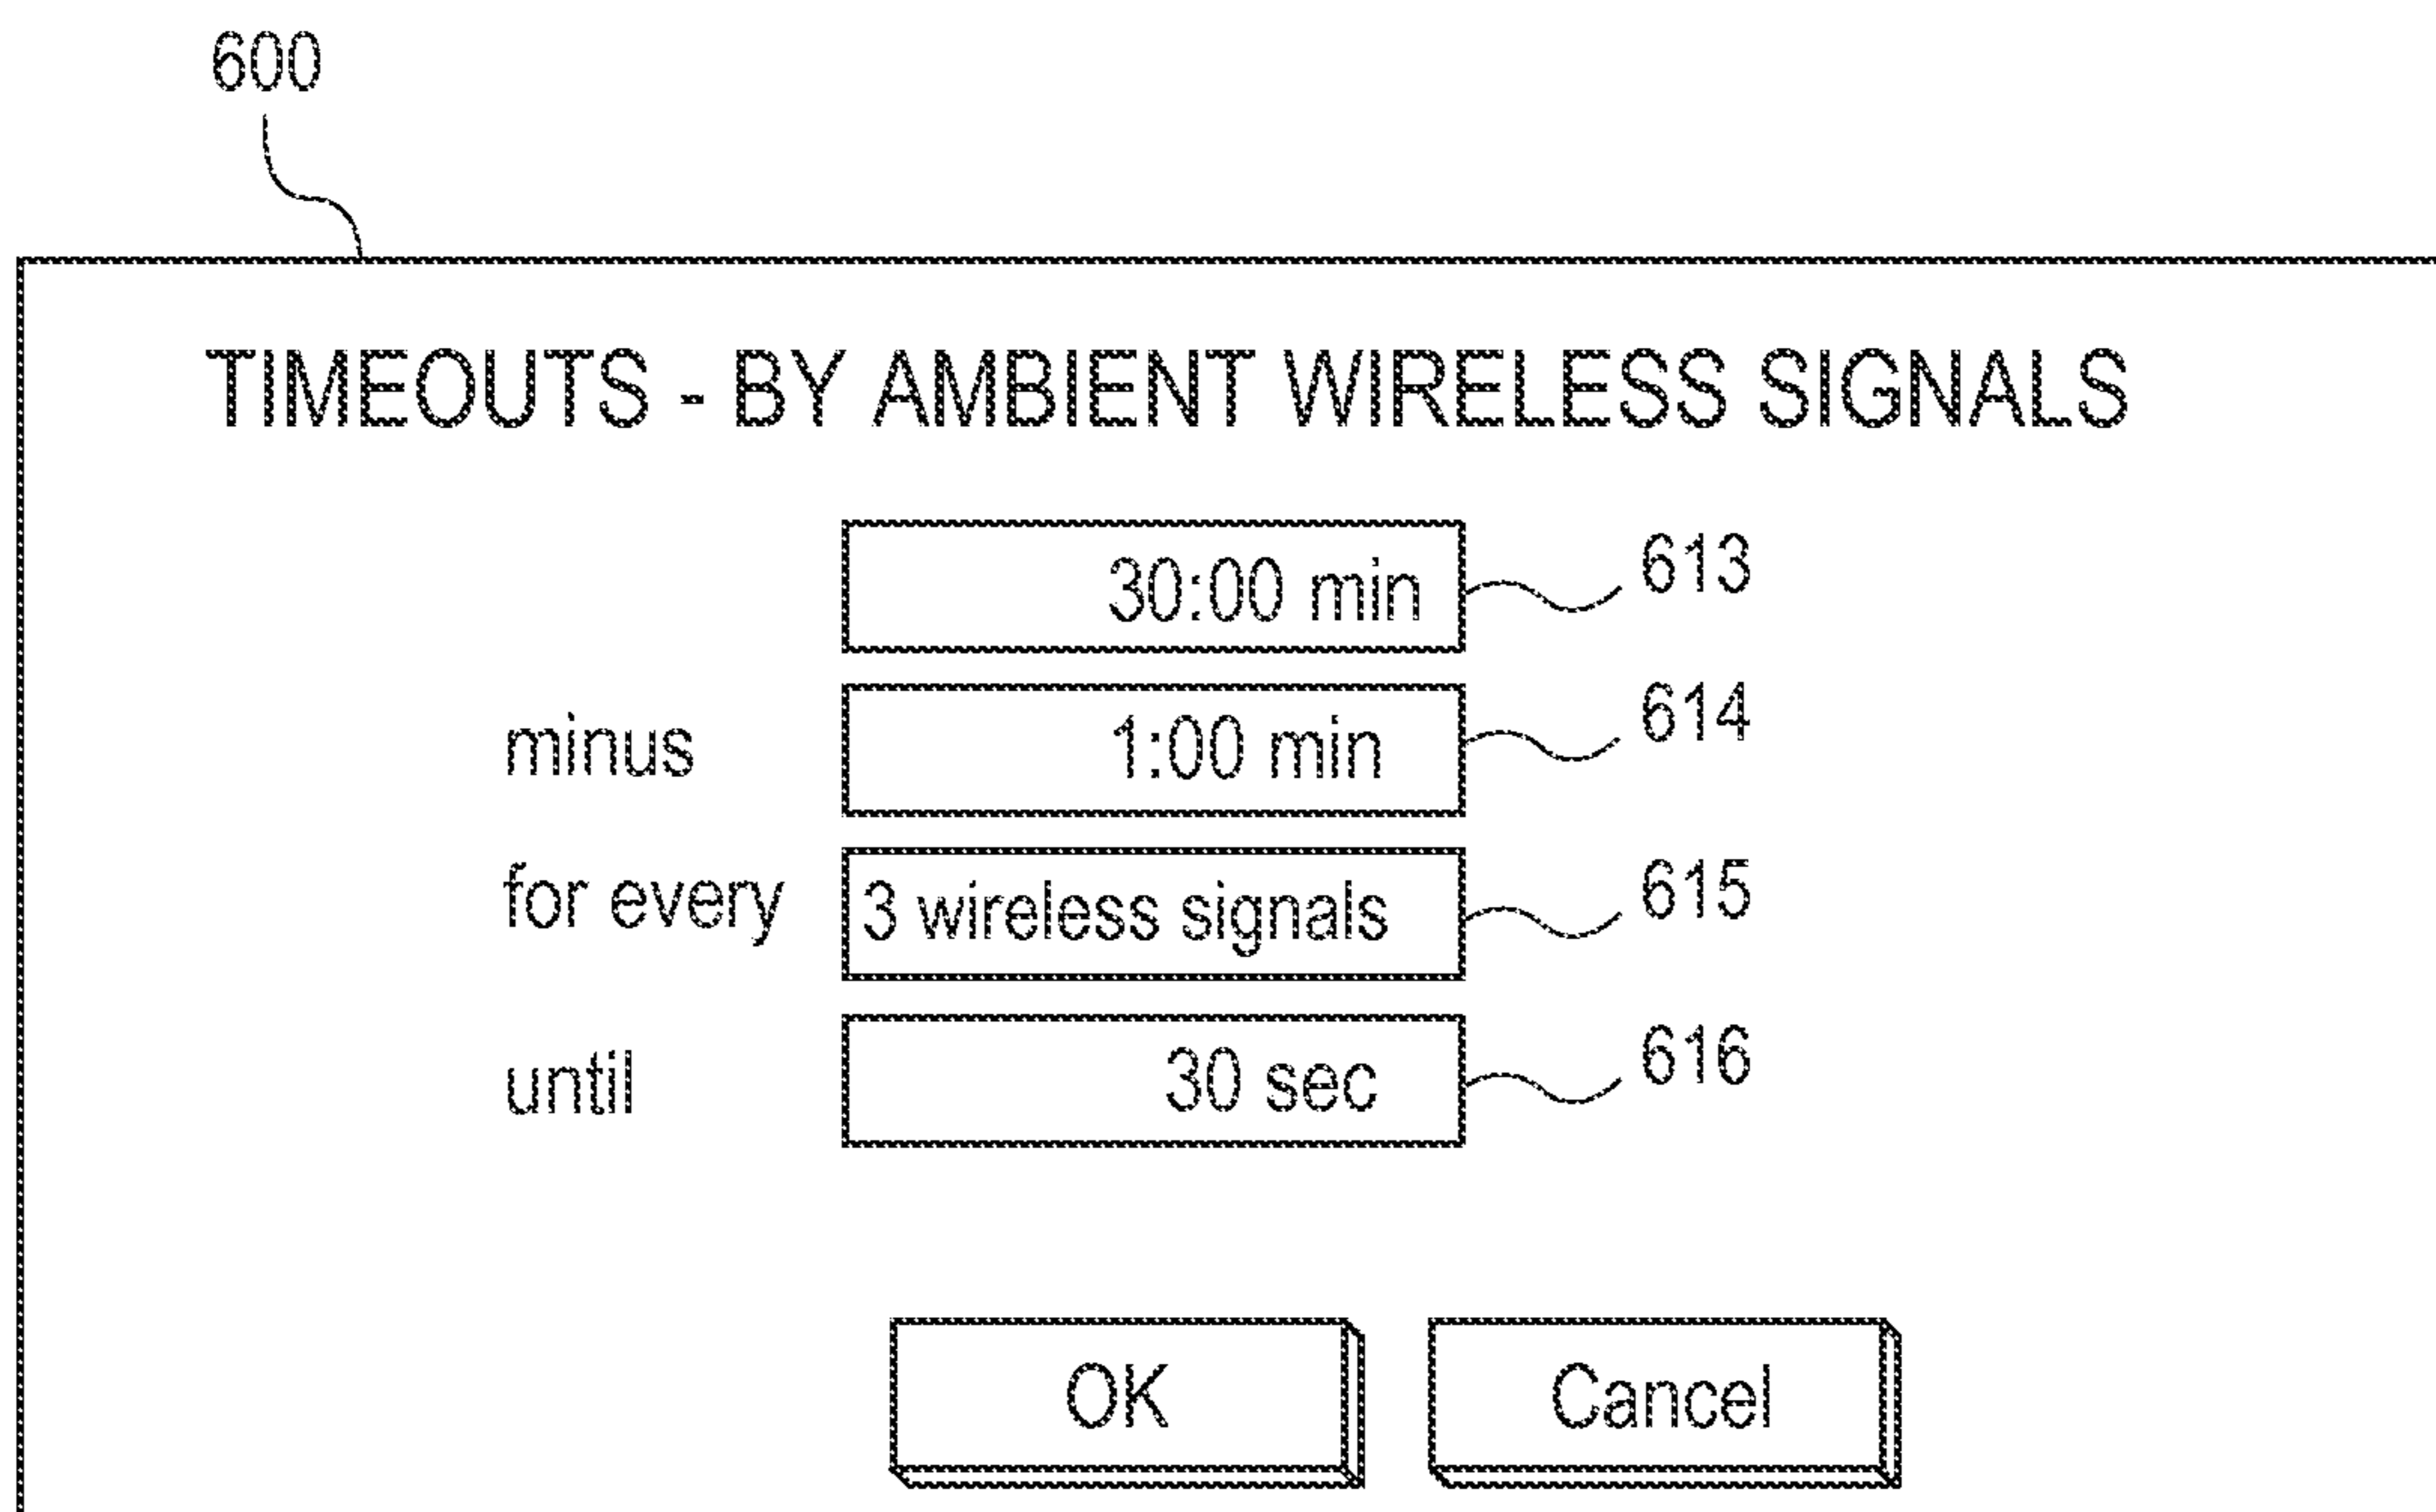 600
TIMEOUTS - BY AMBIENT WIRELESS SIGNALS
30:00 min 613
minus 1:00 min 614
for every 3 wireless signals 615
until 30 sec 616
OK Cancel